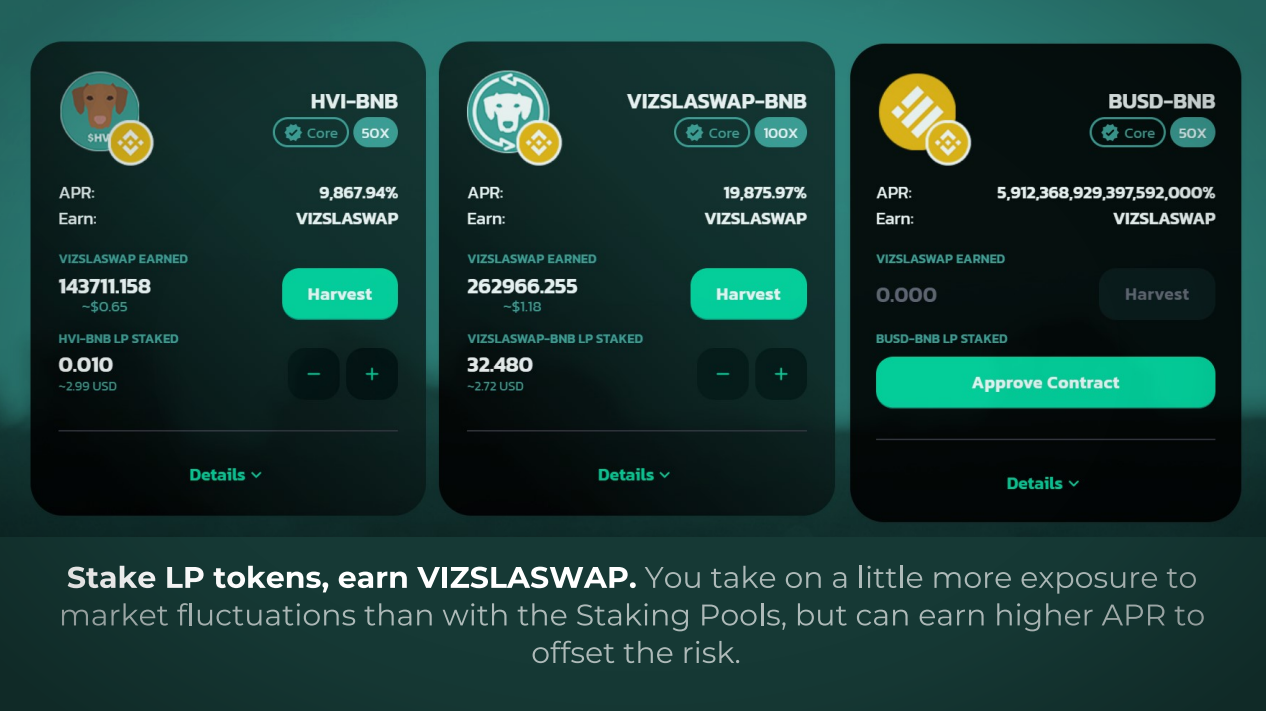 HVI-BNB
Core 50X
$HV
APR: 9,867.94%
Earn: VIZSLASWAP
VIZSLASWAP EARNED
143711.158
~$0.65
Harvest
HVI-BNB LP STAKED
0.010
~2.99 USD
− +
Details
VIZSLASWAP-BNB
Core 100X
APR: 19,875.97%
Earn: VIZSLASWAP
VIZSLASWAP EARNED
262966.255
~$1.18
Harvest
VIZSLASWAP-BNB LP STAKED
32.480
~2.72 USD
− +
Details
BUSD-BNB
Core 50X
APR: 5,912,368,929,397,592,000%
Earn: VIZSLASWAP
VIZSLASWAP EARNED
0.000
Harvest
BUSD-BNB LP STAKED
Approve Contract
Details
Stake LP tokens, earn VIZSLASWAP. You take on a little more exposure to
market fluctuations than with the Staking Pools, but can earn higher APR to
offset the risk.